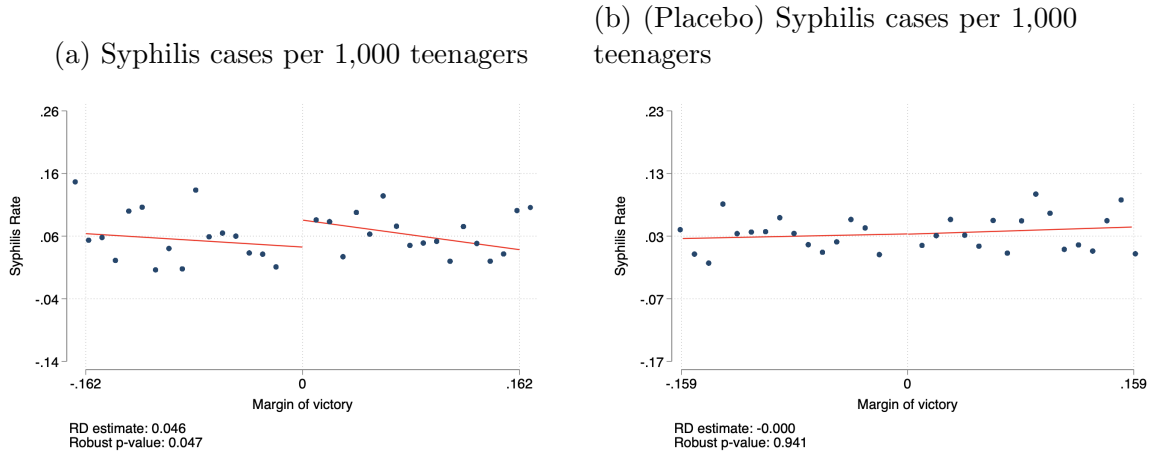 (a) Syphilis cases per 1,000 teenagers
.26
.16
.06
-.04
-.14
Syphilis Rate
-.162
0
.162
Margin of victory
RD estimate: 0.046
Robust p-value: 0.047
(b) (Placebo) Syphilis cases per 1,000
teenagers
.23
.13
.03
-.07
-.17
Syphilis Rate
-.159
0
.159
Margin of victory
RD estimate: -0.000
Robust p-value: 0.941